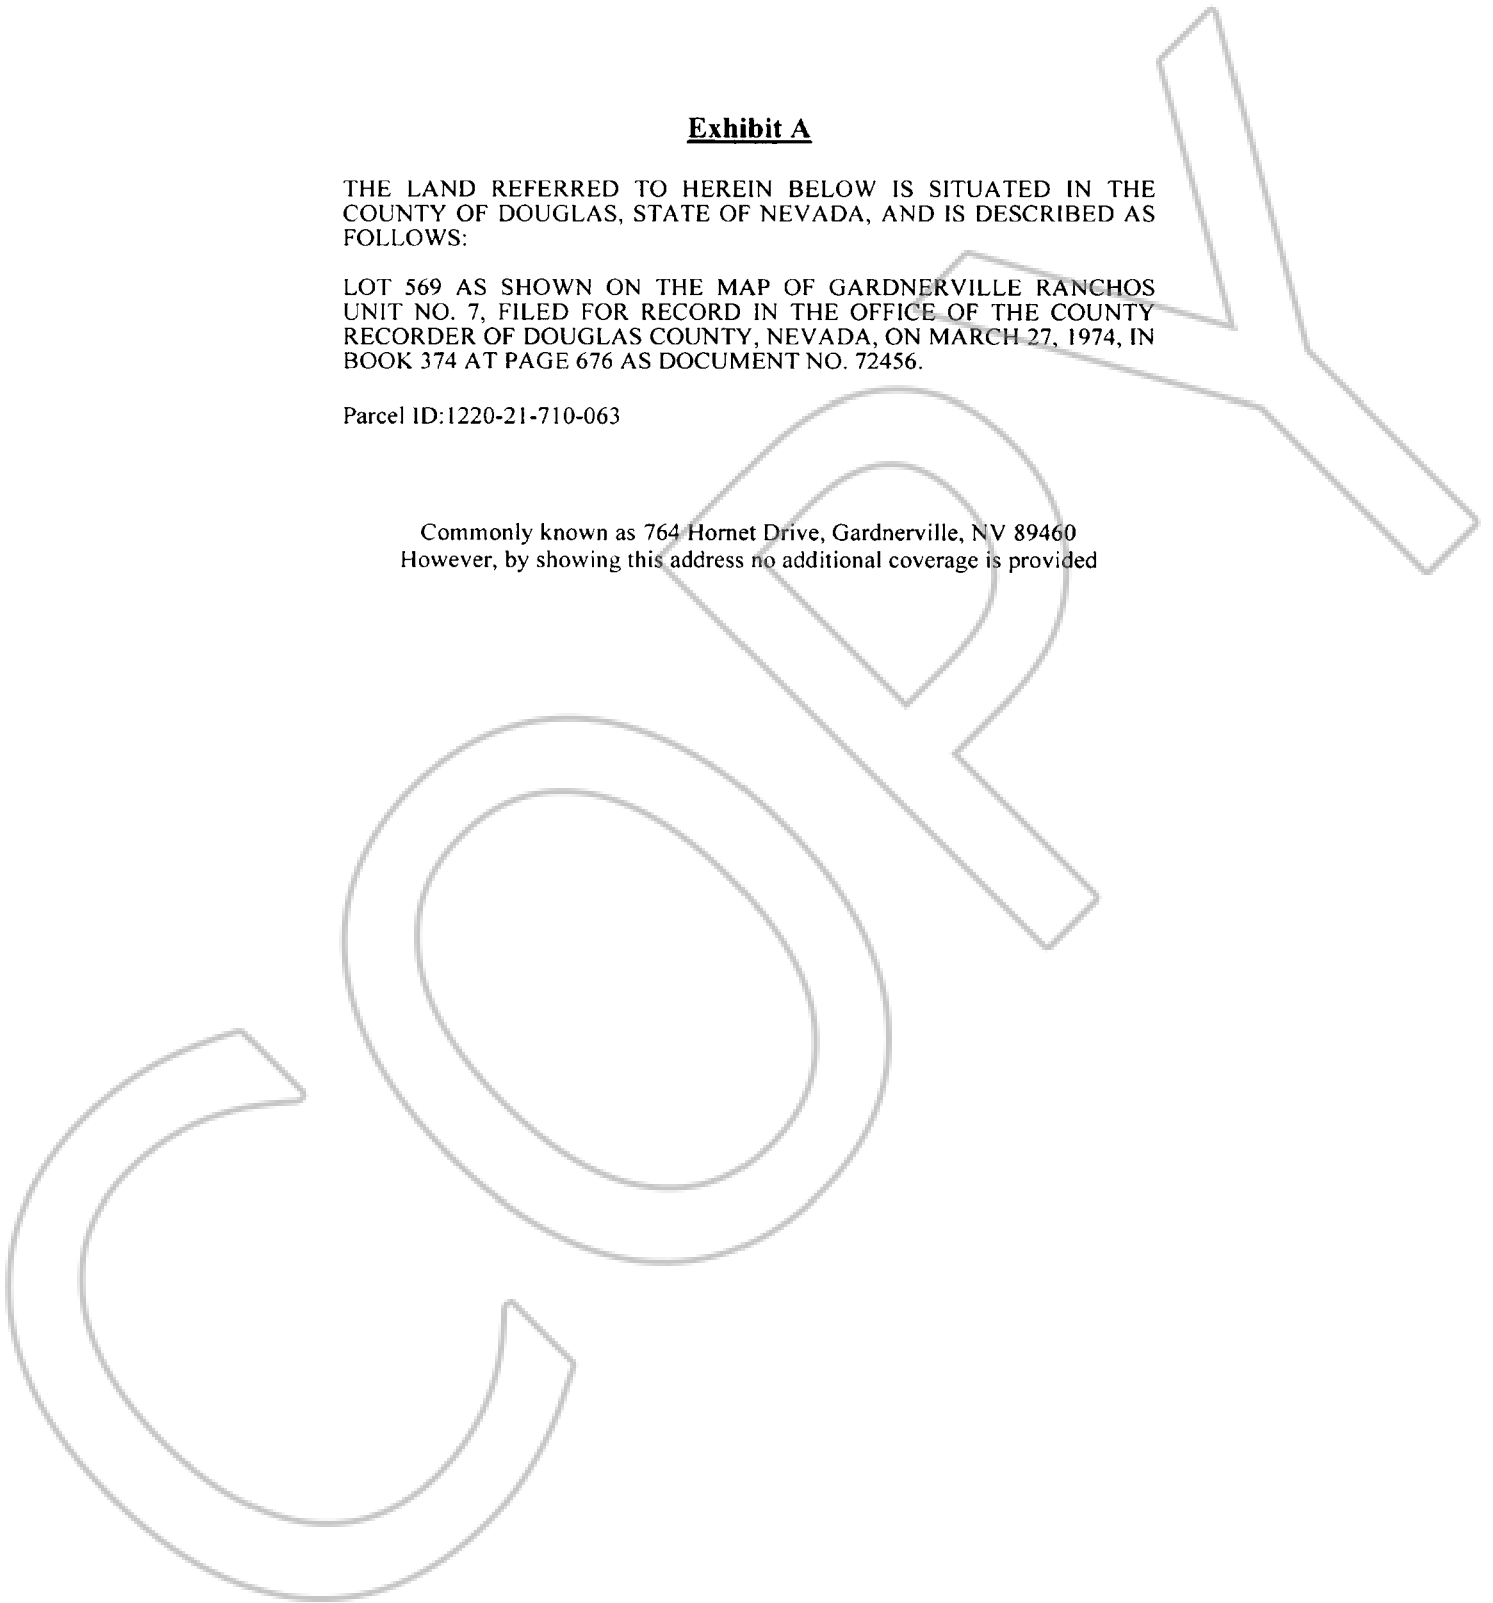 Exhibit A
THE LAND REFERRED TO HEREIN BELOW IS SITUATED IN THE
COUNTY OF DOUGLAS, STATE OF NEVADA, AND IS DESCRIBED AS
FOLLOWS:
LOT 569 AS SHOWN ON THE MAP OF GARDNERVILLE RANCHOS
UNIT NO. 7, FILED FOR RECORD IN THE OFFICE OF THE COUNTY
RECORDER OF DOUGLAS COUNTY, NEVADA, ON MARCH 27, 1974, IN
BOOK 374 AT PAGE 676 AS DOCUMENT NO. 72456.
Parcel ID:1220-21-710-063
Commonly known as 764 Hornet Drive, Gardnerville, NV 89460
However, by showing this address no additional coverage is provided
COPY